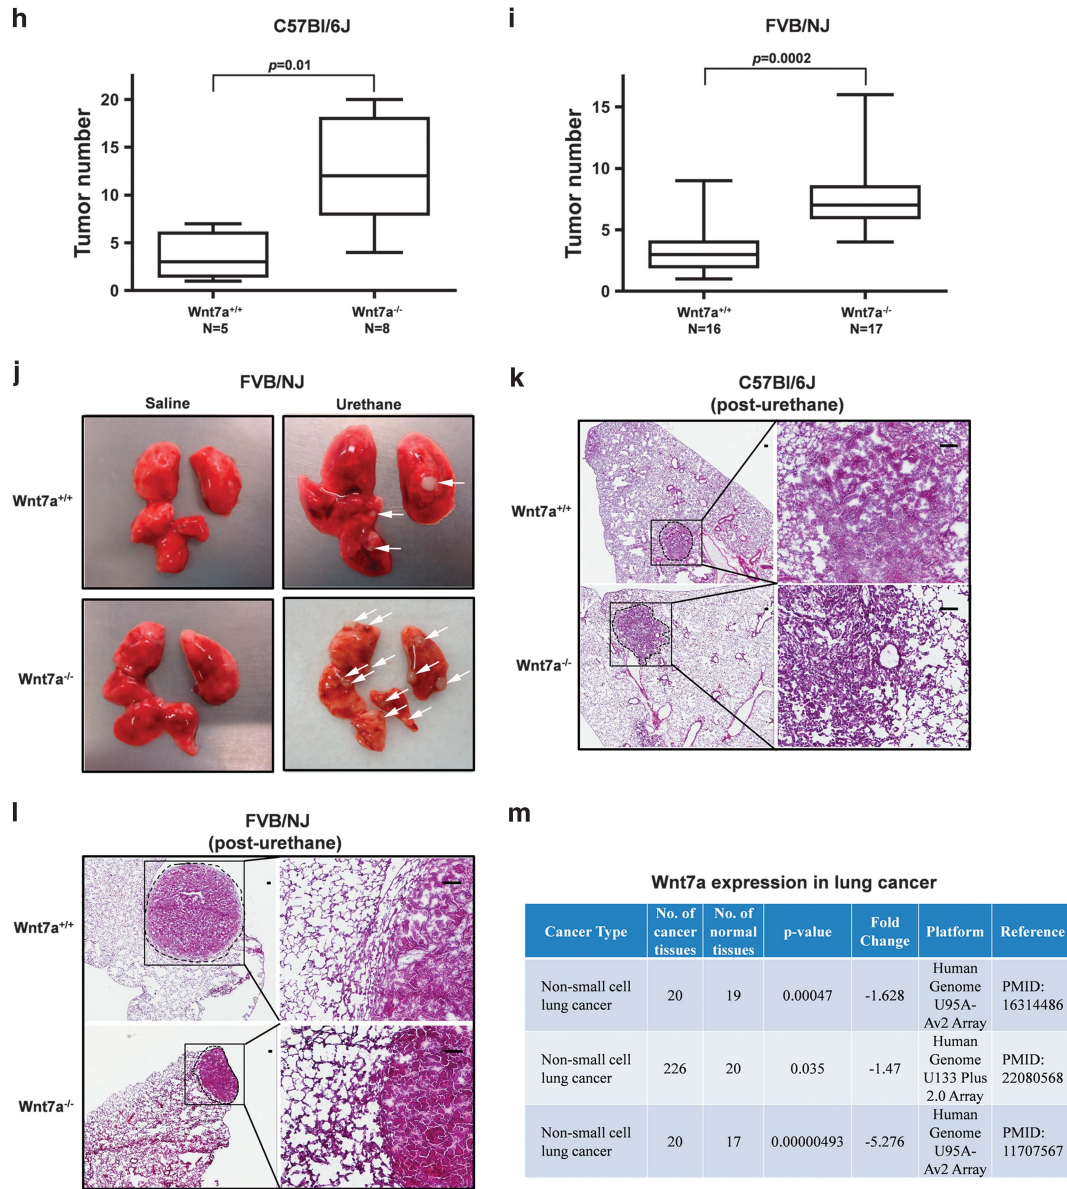 h
C57Bl/6J
p=0.01
Tumor number
20
15
10
5
0
Wnt7a+/+
N=5
Wnt7a-/-
N=8
i
FVB/NJ
p=0.0002
Tumor number
15
10
5
0
Wnt7a+/+
N=16
Wnt7a-/-
N=17
j
FVB/NJ
Saline
Urethane
Wnt7a+/+
Wnt7a-/-
k
C57Bl/6J
(post-urethane)
Wnt7a+/+
Wnt7a-/-
l
FVB/NJ
(post-urethane)
Wnt7a+/+
Wnt7a-/-
m
Wnt7a expression in lung cancer
Cancer Type
No. of
cancer
tissues
No. of
normal
tissues
p-value
Fold
Change
Platform
Reference
Non-small cell
lung cancer
20
19
0.00047
-1.628
Human
Genome
U95A-
Av2 Array
PMID:
16314486
Non-small cell
lung cancer
226
20
0.035
-1.47
Human
Genome
U133 Plus
2.0 Array
PMID:
22080568
Non-small cell
lung cancer
20
17
0.00000493
-5.276
Human
Genome
U95A-
Av2 Array
PMID:
11707567